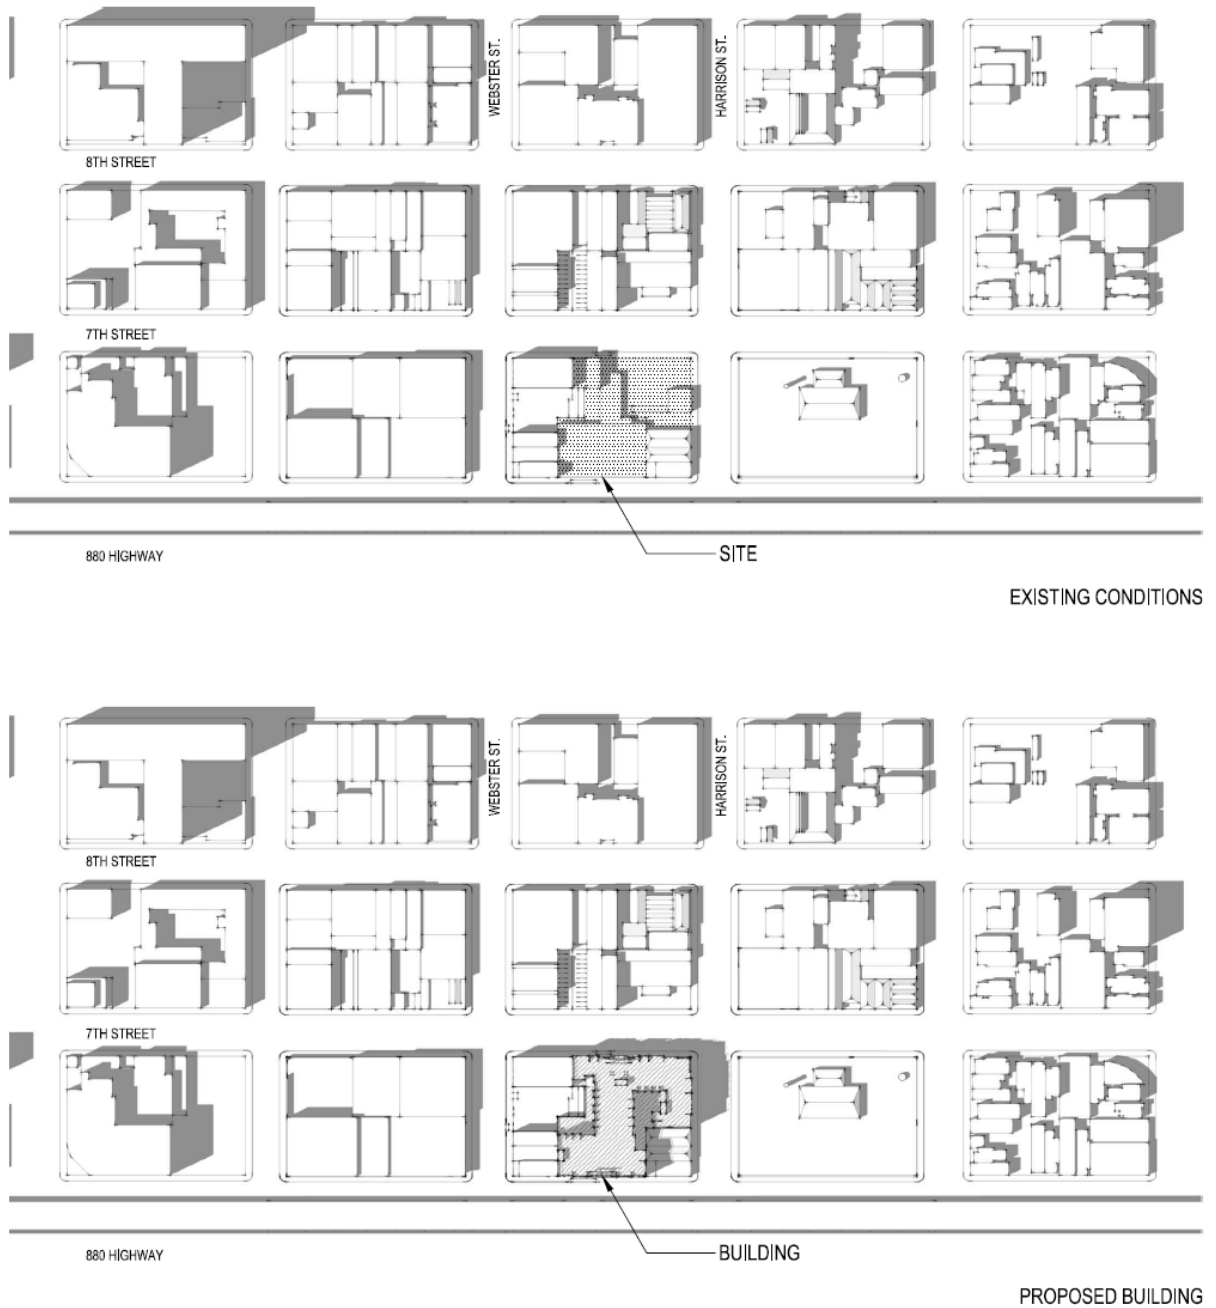 WEBSTER ST.
HARRISON ST.
8TH STREET
7TH STREET
880 HIGHWAY
SITE
EXISTING CONDITIONS
WEBSTER ST.
HARRISON ST.
8TH STREET
7TH STREET
880 HIGHWAY
BUILDING
PROPOSED BUILDING